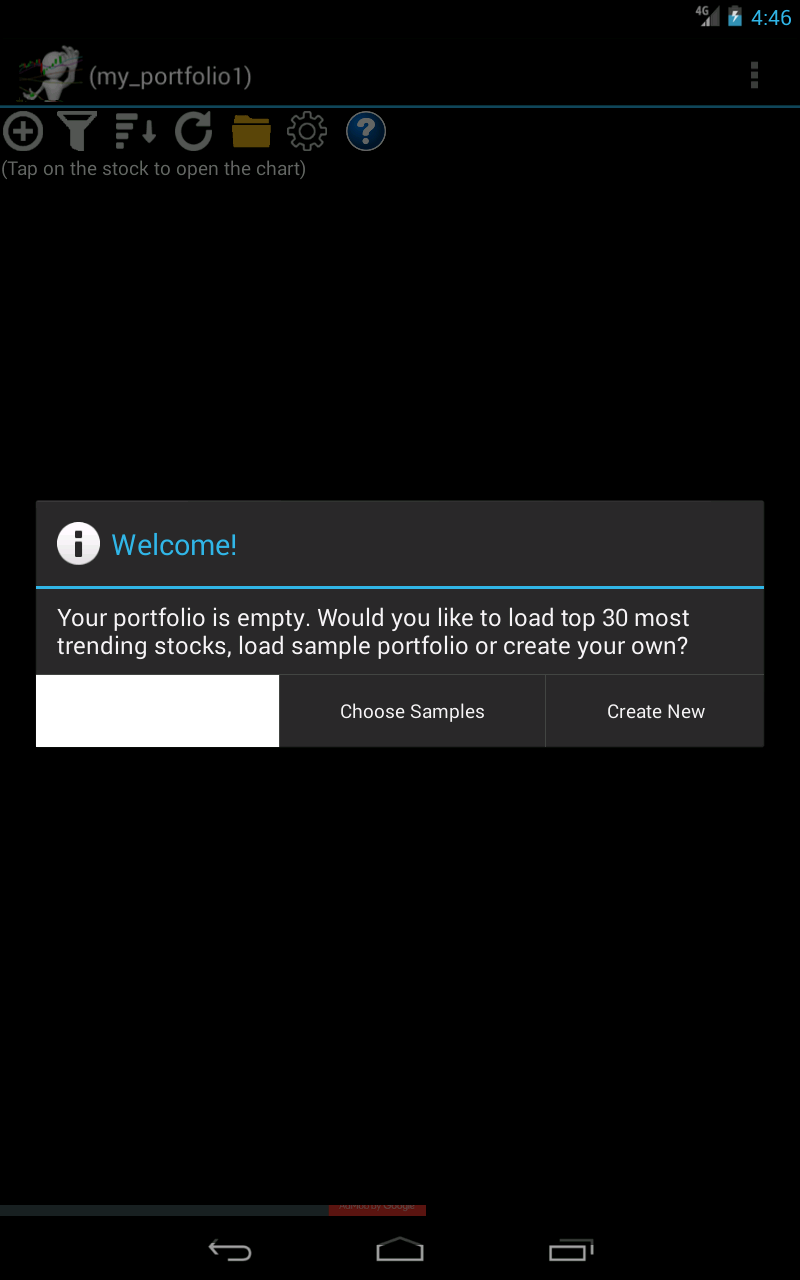 4G 4:46
(my_portfolio1)
(Tap on the stock to open the chart)
Welcome!
Your portfolio is empty. Would you like to load top 30 most
trending stocks, load sample portfolio or create your own?
Choose Samples
Create New
AdMob by Google